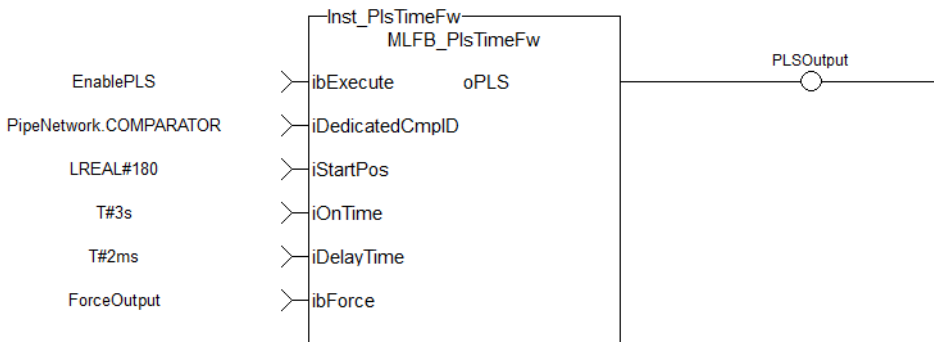 Inst_PlsTimeFw
MLFB_PlsTimeFw
PLSOutput
EnablePLS ibExecute oPLS
PipeNetwork.COMPARATOR iDedicatedCmpID
LREAL#180 iStartPos
T#3s iOnTime
T#2ms iDelayTime
ForceOutput ibForce